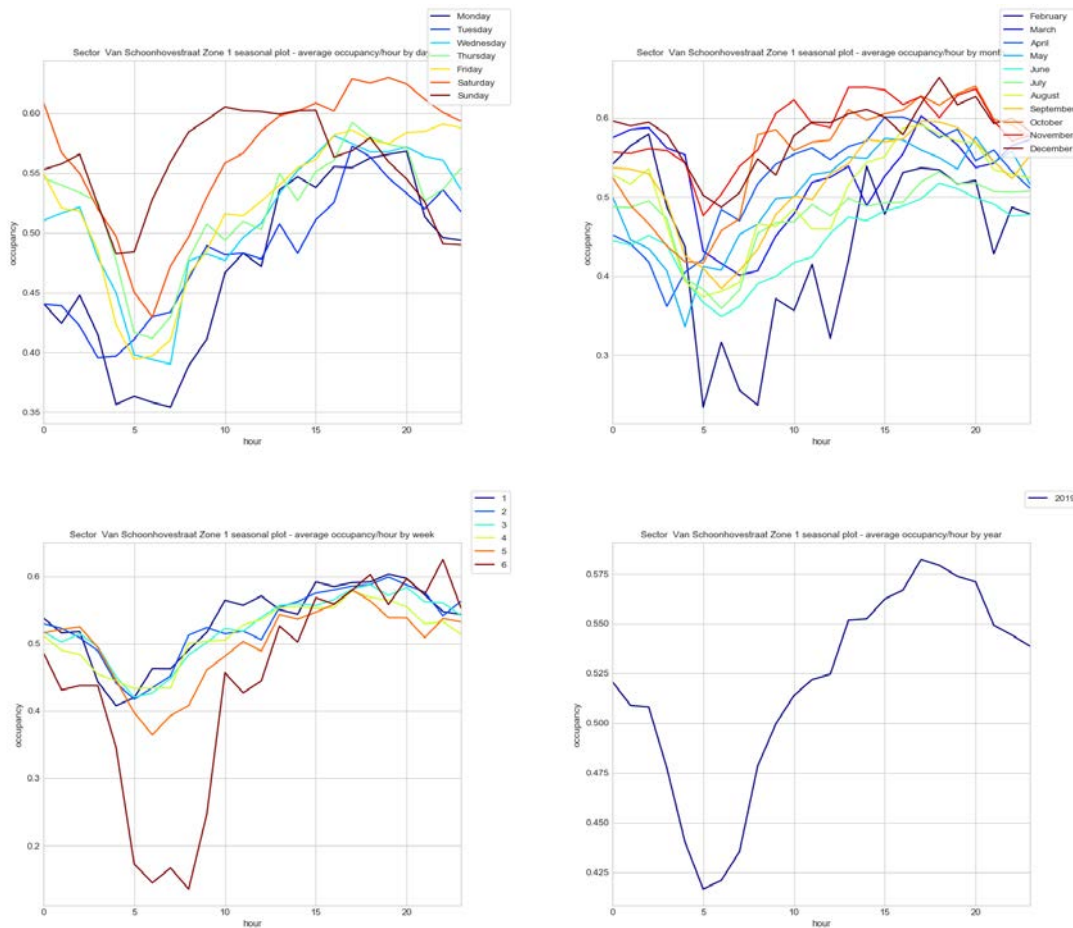 Monday
Tuesday
Wednesday
Thursday
Friday
Saturday
Sunday
Sector Van Schoonhovestraat Zone 1 seasonal plot - average occupancy/hour by day
0.60
0.55
0.50
0.45
0.40
0.35
occupancy
0 5 10 15 20
hour
February
March
April
May
June
July
August
September
October
November
December
Sector Van Schoonhovestraat Zone 1 seasonal plot - average occupancy/hour by mont
0.6
0.5
0.4
0.3
occupancy
0 5 10 15 20
hour
1
2
3
4
5
6
Sector Van Schoonhovestraat Zone 1 seasonal plot - average occupancy/hour by week
0.6
0.5
0.4
0.3
0.2
occupancy
0 5 10 15 20
hour
2019
Sector Van Schoonhovestraat Zone 1 seasonal plot - average occupancy/hour by year
0.575
0.550
0.525
0.500
0.475
0.450
0.425
occupancy
0 5 10 15 20
hour